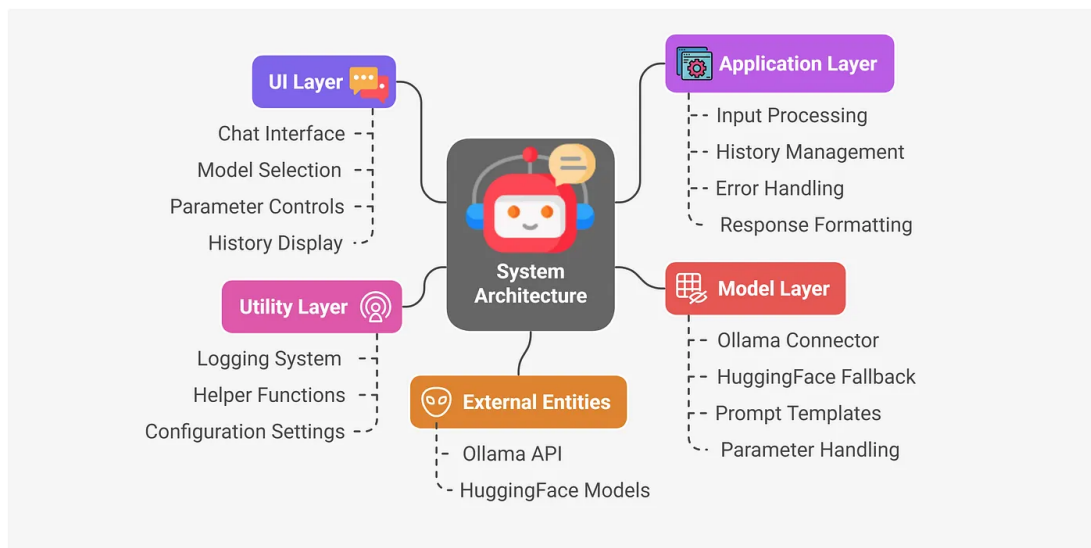 UI Layer
Chat Interface
Model Selection
Parameter Controls
History Display
Utility Layer
Logging System
Helper Functions
Configuration Settings
System
Architecture
External Entities
Ollama API
HuggingFace Models
Application Layer
Input Processing
History Management
Error Handling
Response Formatting
Model Layer
Ollama Connector
HuggingFace Fallback
Prompt Templates
Parameter Handling